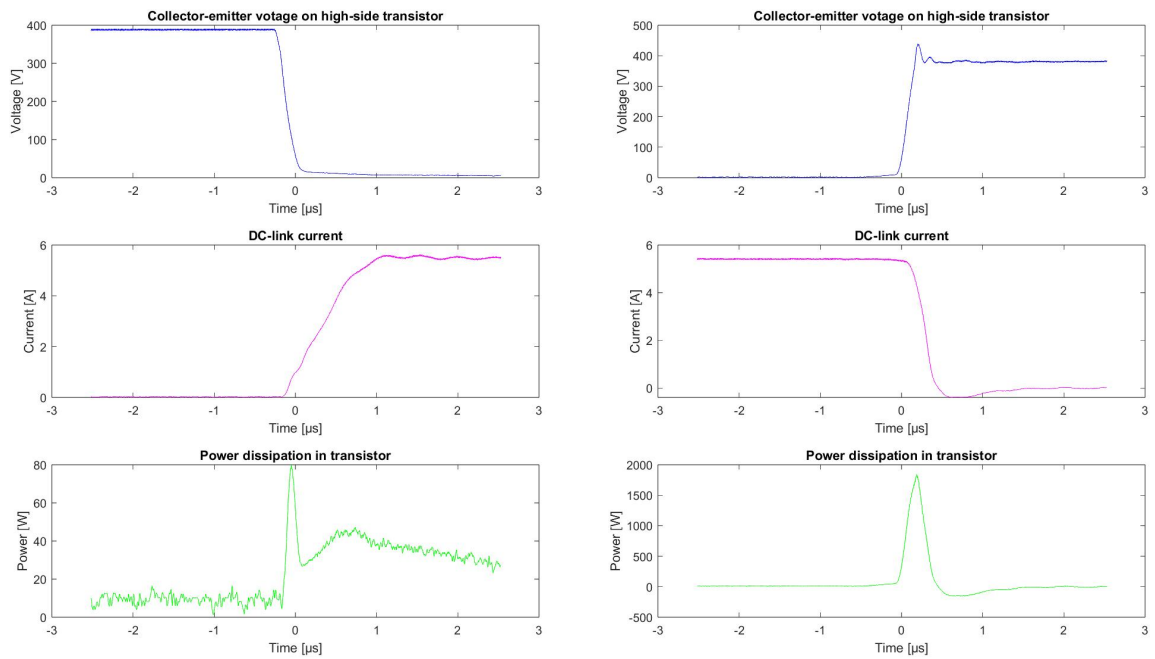 Collector-emitter votage on high-side transistor
400
300
200
100
0
Voltage [V]
-3 -2 -1 0 1 2 3
Time [µs]
DC-link current
6
4
2
0
Current [A]
-3 -2 -1 0 1 2 3
Time [µs]
Power dissipation in transistor
80
60
40
20
0
Power [W]
-3 -2 -1 0 1 2 3
Time [µs]
Collector-emitter votage on high-side transistor
500
400
300
200
100
0
Voltage [V]
-3 -2 -1 0 1 2 3
Time [µs]
DC-link current
6
4
2
0
Current [A]
-3 -2 -1 0 1 2 3
Time [µs]
Power dissipation in transistor
2000
1500
1000
500
0
-500
Power [W]
-3 -2 -1 0 1 2 3
Time [µs]